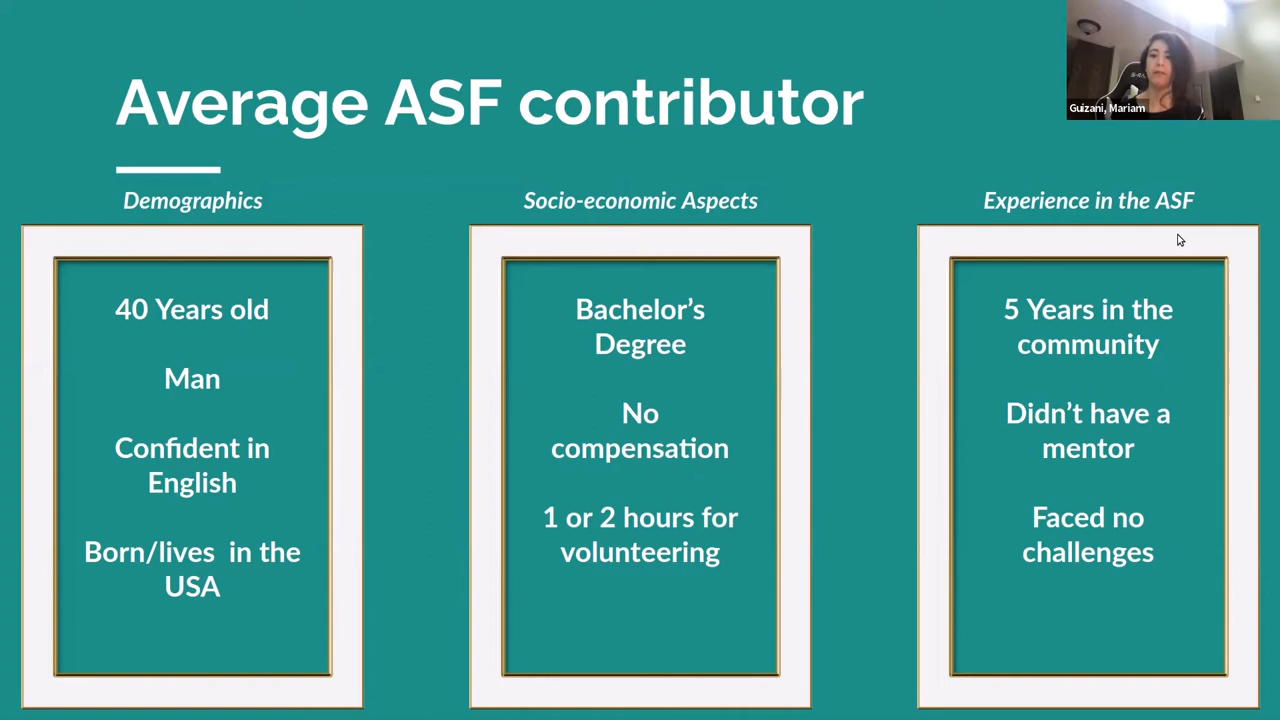 Average ASF contributor
Guizani, Mariam
Demographics
40 Years old
Man
Confident in
English
Born/lives in the
USA
Socio-economic Aspects
Bachelor's
Degree
No
compensation
1 or 2 hours for
volunteering
Experience in the ASF
5 Years in the
community
Didn't have a
mentor
Faced no
challenges